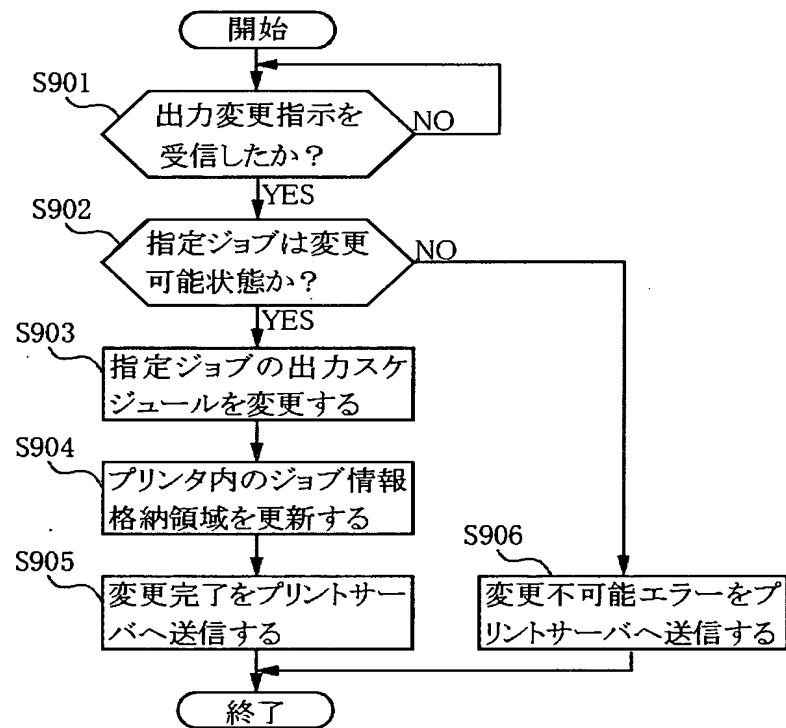 開始
S901
出力変更指示を
受信したか？
NO
YES
S902
指定ジョブは変更
可能状態か？
NO
YES
S903
指定ジョブの出力スケ
ジュールを変更する
S904
プリンタ内のジョブ情報
格納領域を更新する
S905
変更完了をプリントサー
バへ送信する
S906
変更不可能エラーをプ
リントサーバへ送信する
終了